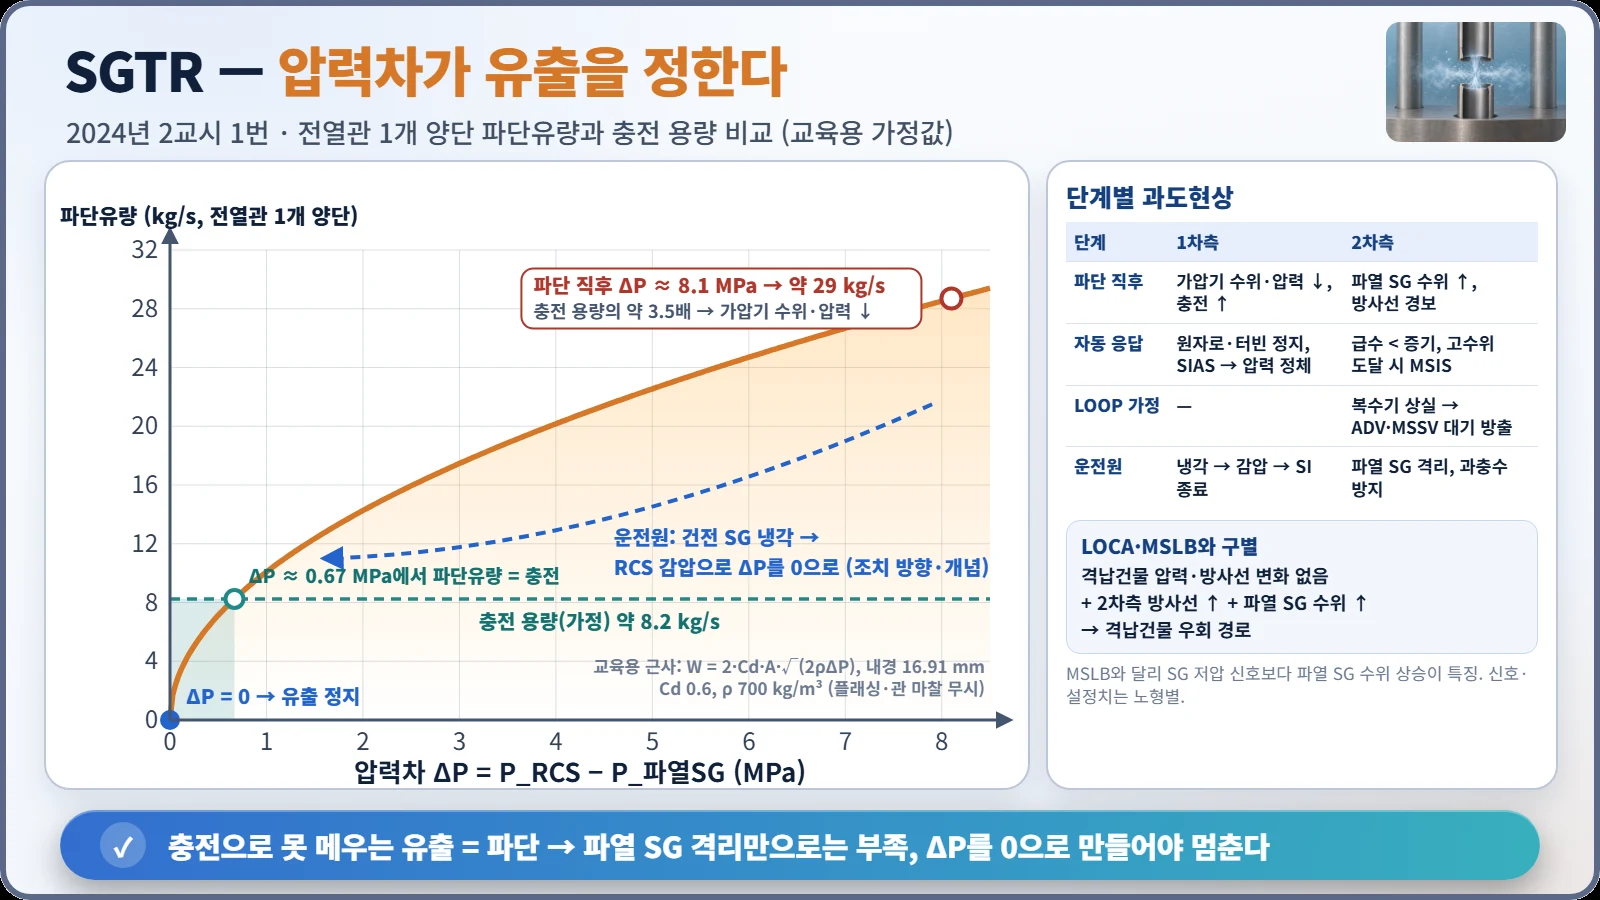 SGTR — 압력차가 유출을 정한다
2024년 2교시 1번 · 전열관 1개 양단 파단유량과 충전 용량 비교 (교육용 가정값)
파단유량 (kg/s, 전열관 1개 양단)
32
28
24
20
16
12
8
4
0
파단 직후 ΔP ≈ 8.1 MPa → 약 29 kg/s
충전 용량의 약 3.5배 → 가압기 수위·압력 ↓
운전원: 건전 SG 냉각 →
RCS 감압으로 ΔP를 0으로 (조치 방향·개념)
ΔP ≈ 0.67 MPa에서 파단유량 = 충전
충전 용량(가정) 약 8.2 kg/s
교육용 근사: W = 2·Cd·A·√(2ρΔP), 내경 16.91 mm
Cd 0.6, ρ 700 kg/m³ (플래싱·관 마찰 무시)
ΔP = 0 → 유출 정지
0 1 2 3 4 5 6 7 8
압력차 ΔP = P_RCS − P_파열SG (MPa)
단계별 과도현상
단계 1차측 2차측
파단 직후 가압기 수위·압력 ↓, 파열 SG 수위 ↑,
충전 ↑ 방사선 경보
자동 응답 원자로·터빈 정지, 급수 < 증기, 고수위
SIAS → 압력 정체 도달 시 MSIS
LOOP 가정 — 복수기 상실 →
ADV·MSSV 대기 방출
운전원 냉각 → 감압 → SI 파열 SG 격리, 과충수
종료 방지
LOCA·MSLB와 구별
격납건물 압력·방사선 변화 없음
+ 2차측 방사선 ↑ + 파열 SG 수위 ↑
→ 격납건물 우회 경로
MSLB와 달리 SG 저압 신호보다 파열 SG 수위 상승이 특징. 신호·
설정치는 노형별.
✓ 충전으로 못 메우는 유출 = 파단 → 파열 SG 격리만으로는 부족, ΔP를 0으로 만들어야 멈춘다